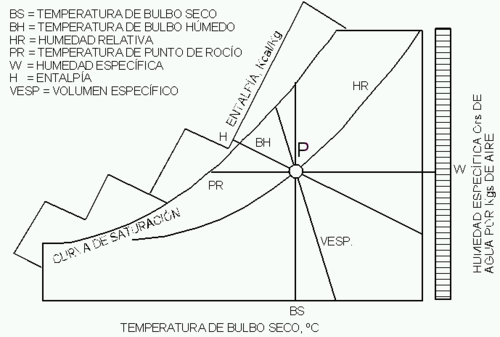 BS = TEMPERATURA DE BULBO SECO
BH = TEMPERATURA DE BULBO HÚMEDO
HR = HUMEDAD RELATIVA
PR = TEMPERATURA DE PUNTO DE ROCÍO
W = HUMEDAD ESPECÍFICA
H = ENTALPÍA
VESP = VOLUMEN ESPECÍFICO
ENTALPÍA, Kcal/Kg
HR
H
BH
P
PR
W
CURVA DE SATURACIÓN
VESP.
HUMEDAD ESPECÍFICA Grs DE
AGUA POR Kgs DE AIRE
BS
TEMPERATURA DE BULBO SECO, ºC